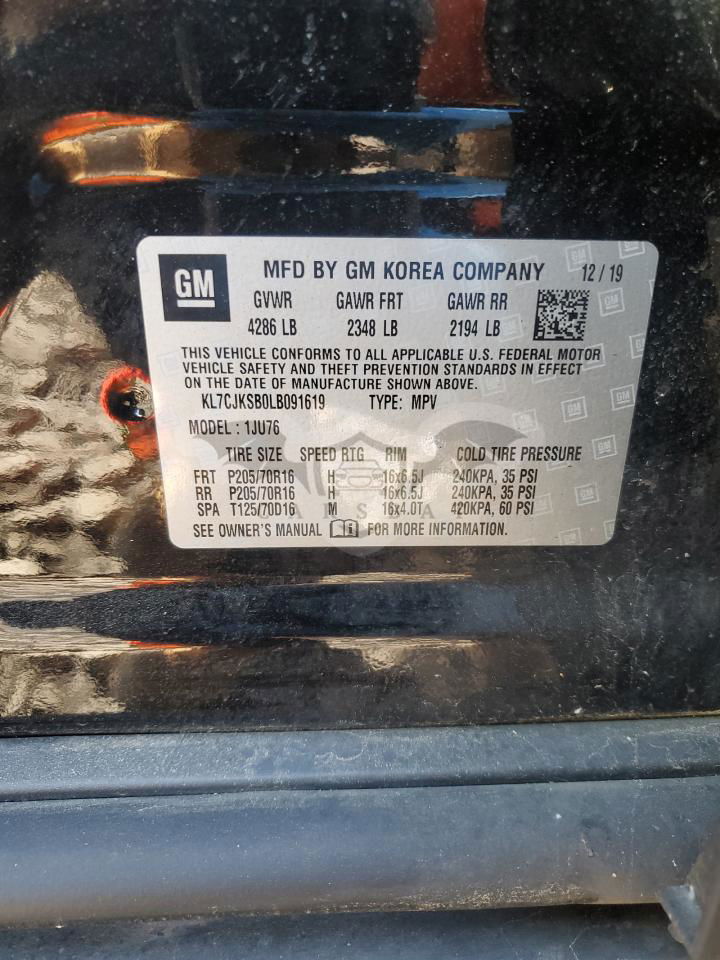 GM MFD BY GM KOREA COMPANY 12 / 19
GVWR GAWR FRT GAWR RR
4286 LB 2348 LB 2194 LB
THIS VEHICLE CONFORMS TO ALL APPLICABLE U.S. FEDERAL MOTOR
VEHICLE SAFETY AND THEFT PREVENTION STANDARDS IN EFFECT
ON THE DATE OF MANUFACTURE SHOWN ABOVE.
KL7CJKSB0LB091619 TYPE: MPV
MODEL : 1JU76
TIRE SIZE SPEED RTG RIM COLD TIRE PRESSURE
FRT P205/70R16 H 16x6.5J 240KPA, 35 PSI
RR P205/70R16 H 16x6.5J 240KPA, 35 PSI
SPA T125/70D16 M 16x4.0T 420KPA, 60 PSI
SEE OWNER'S MANUAL FOR MORE INFORMATION.